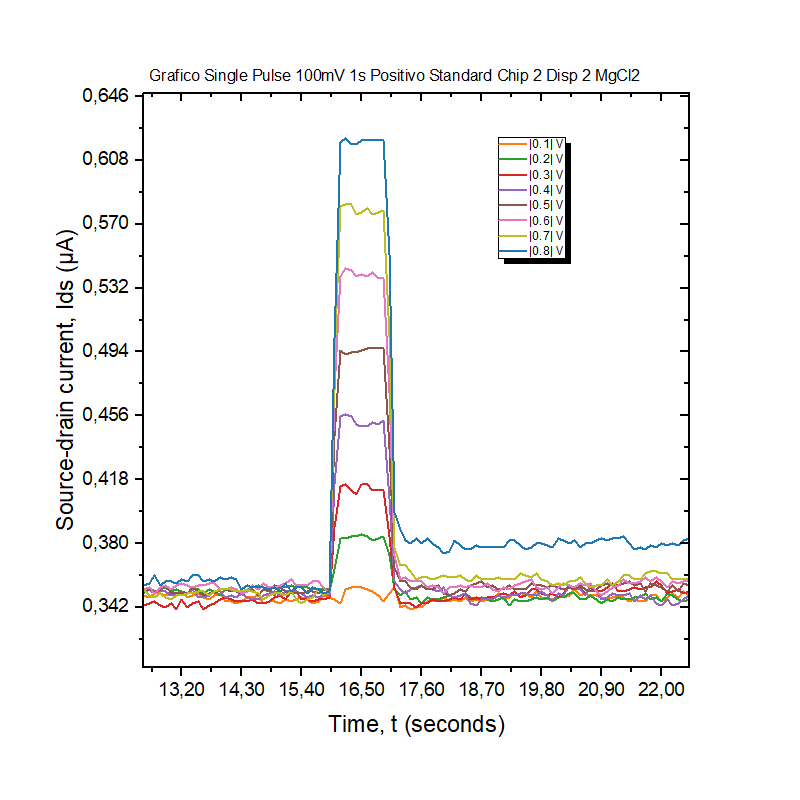 Grafico Single Pulse 100mV 1s Positivo Standard Chip 2 Disp 2 MgCl2
0,646
0,608
0,570
0,532
0,494
0,456
0,418
0,380
0,342
Source-drain current, Ids (µA)
|0.1| V
|0.2| V
|0.3| V
|0.4| V
|0.5| V
|0.6| V
|0.7| V
|0.8| V
13,20 14,30 15,40 16,50 17,60 18,70 19,80 20,90 22,00
Time, t (seconds)